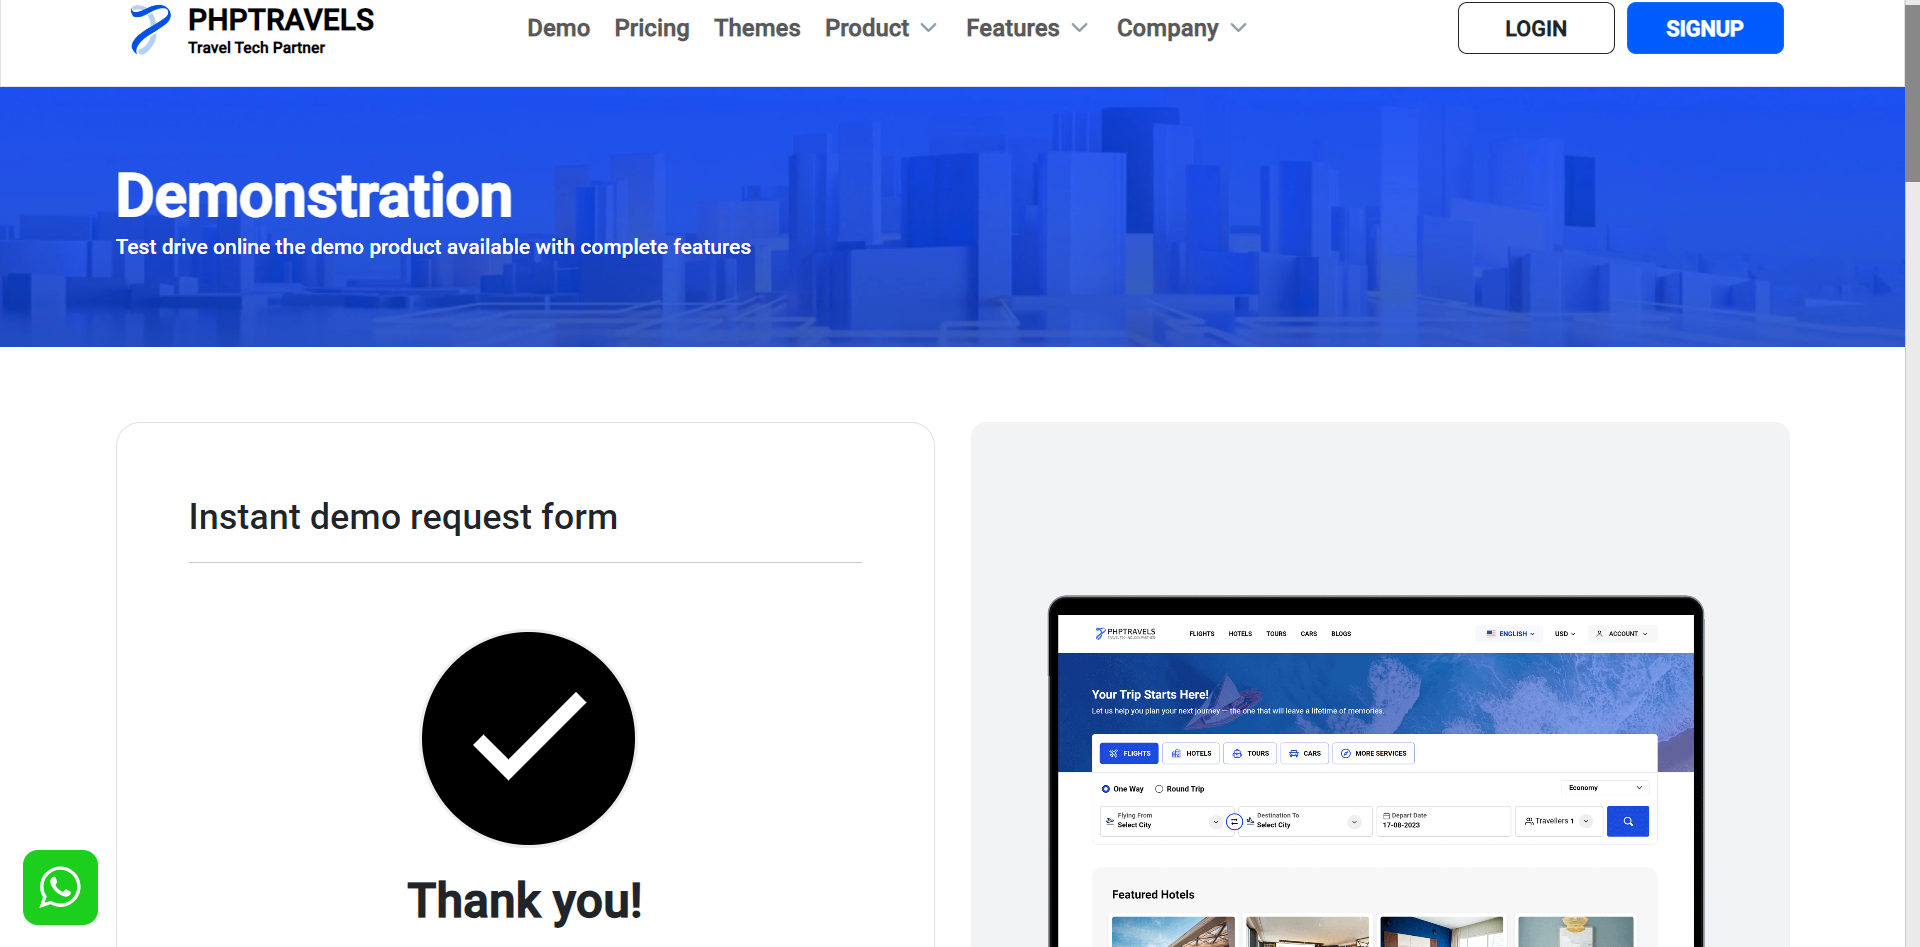 PHPTRAVELS
Travel Tech Partner
Demo Pricing Themes Product Features Company
LOGIN
SIGNUP
Demonstration
Test drive online the demo product available with complete features
Instant demo request form
Thank you!
PHPTRAVELS
FLIGHTS HOTELS TOURS CARS BLOGS
ENGLISH
USD
ACCOUNT
Your Trip Starts Here!
Let us help you plan your next journey — the one that will leave a lifetime of memories.
FLIGHTS
HOTELS
TOURS
CARS
MORE SERVICES
One Way
Round Trip
Economy
Flying From
Select City
Destination To
Select City
Depart Date
17-08-2023
Travellers 1
Featured Hotels